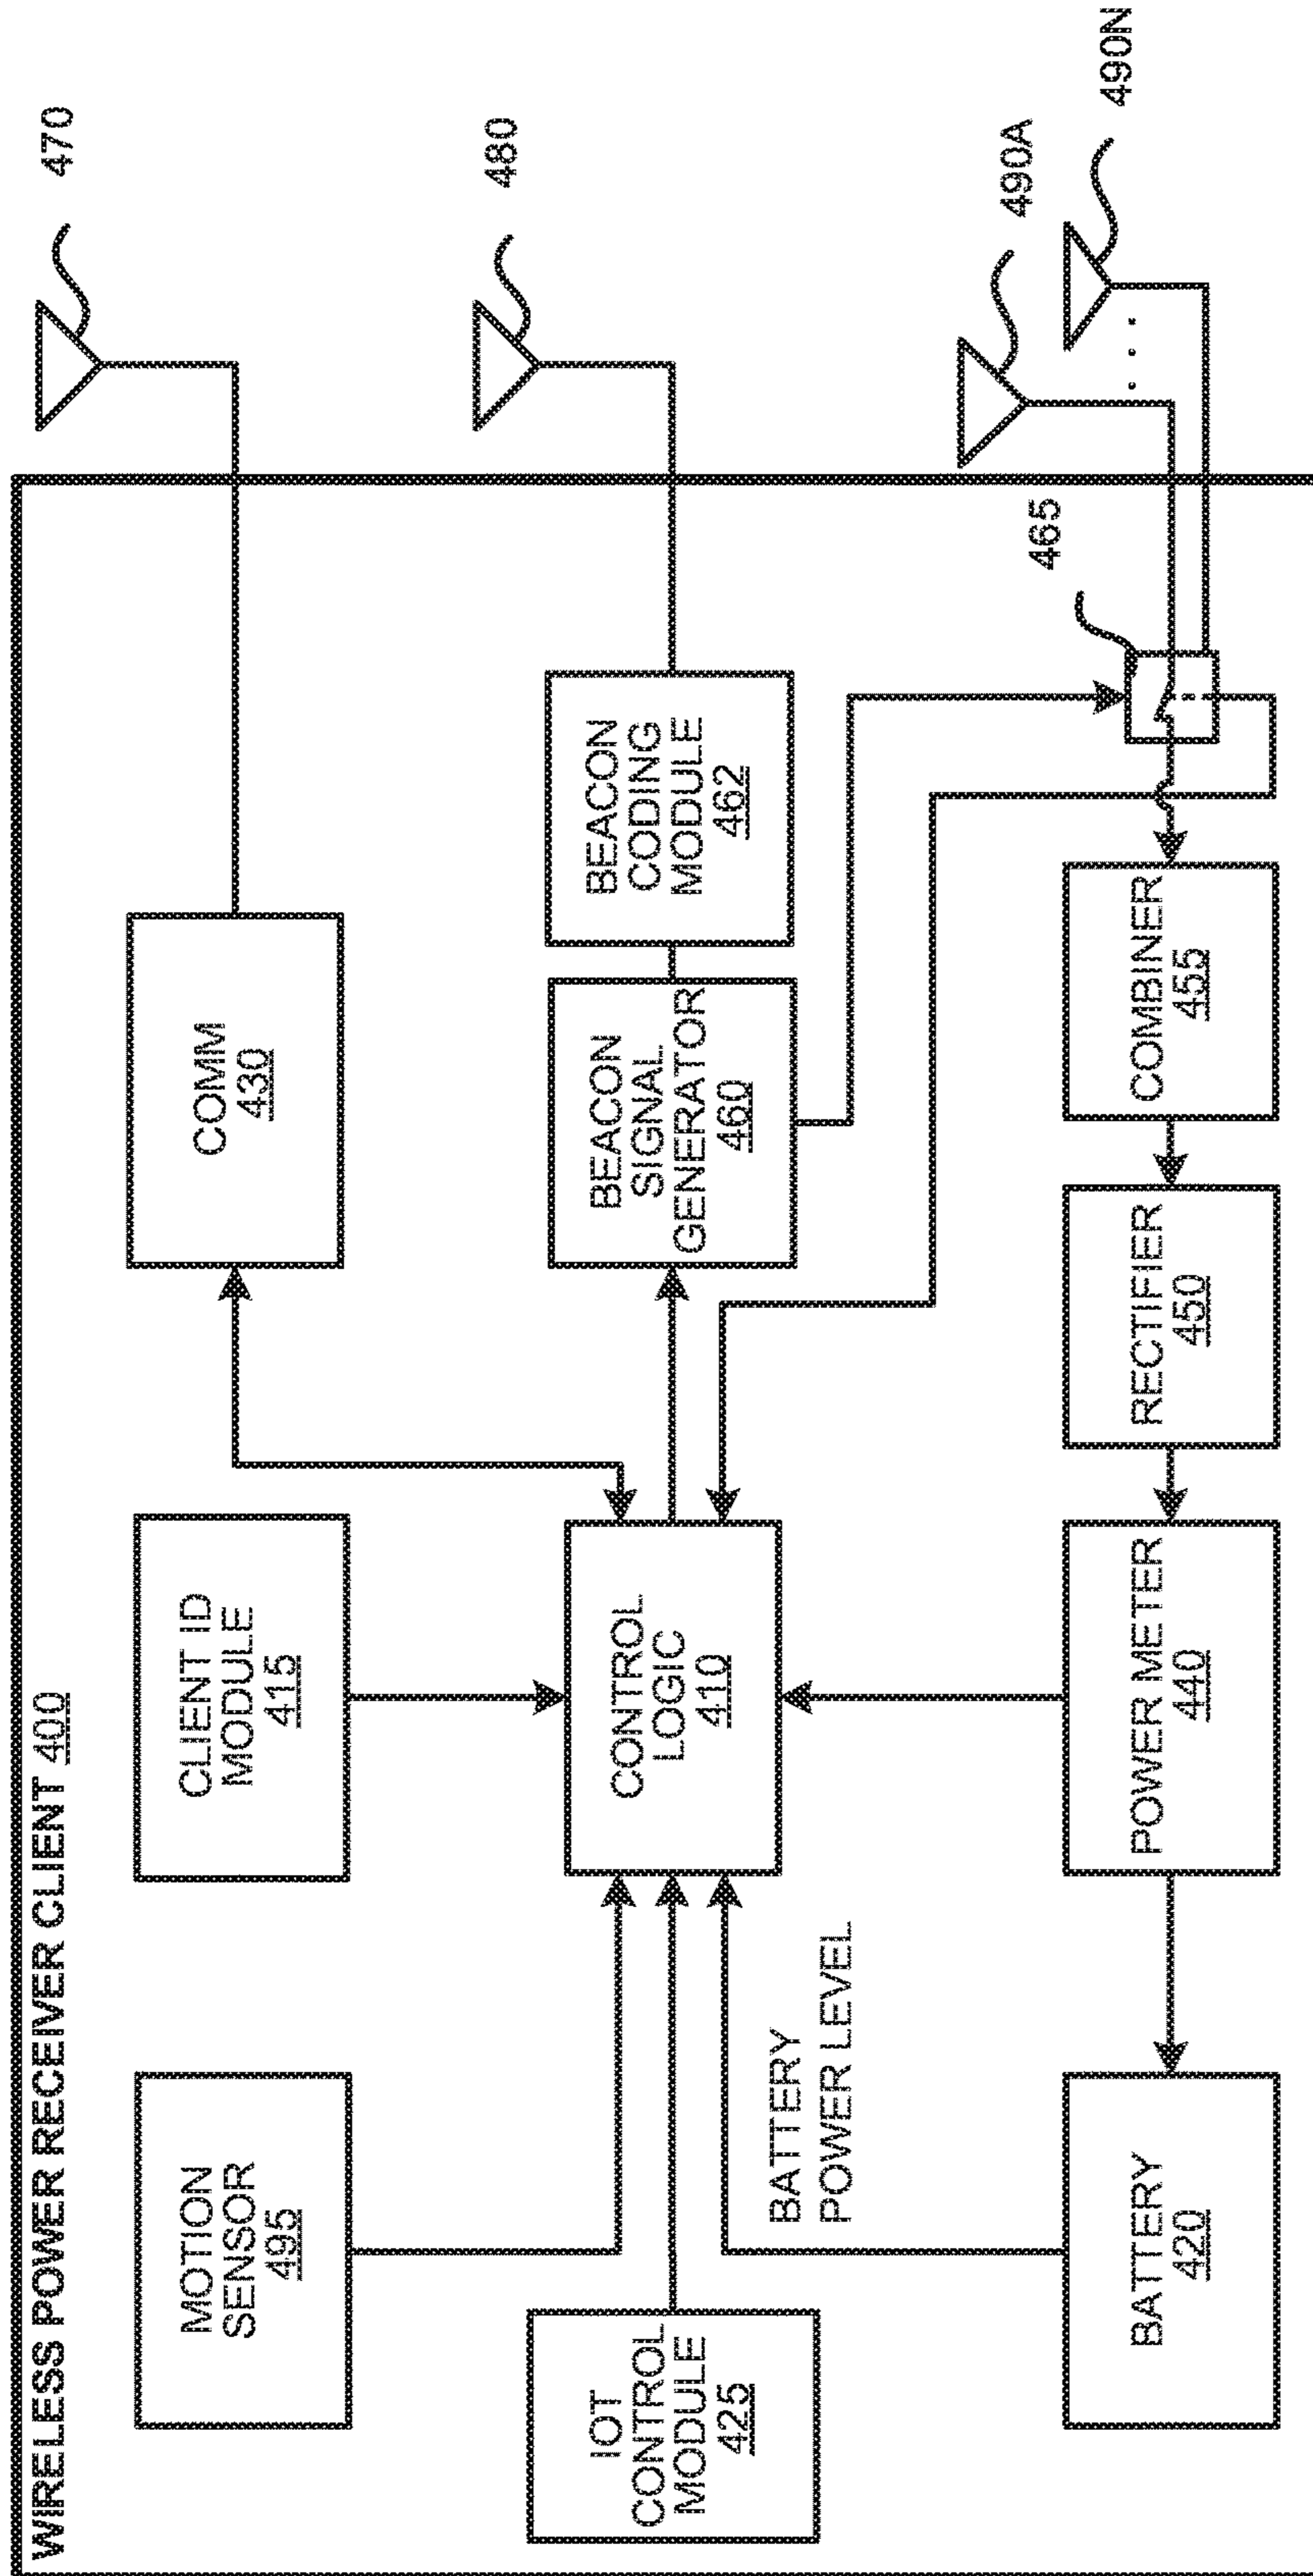 WIRELESS POWER RECEIVER CLIENT 400
MOTION
SENSOR
495
CLIENT ID
MODULE
415
COMM
430
470
IOT
CONTROL
MODULE
425
CONTROL
LOGIC
410
BEACON
SIGNAL
GENERATOR
460
BEACON
CODING
MODULE
462
480
BATTERY
POWER LEVEL
BATTERY
420
POWER METER
440
RECTIFIER
450
COMBINER
455
465
490A
. . .
490N